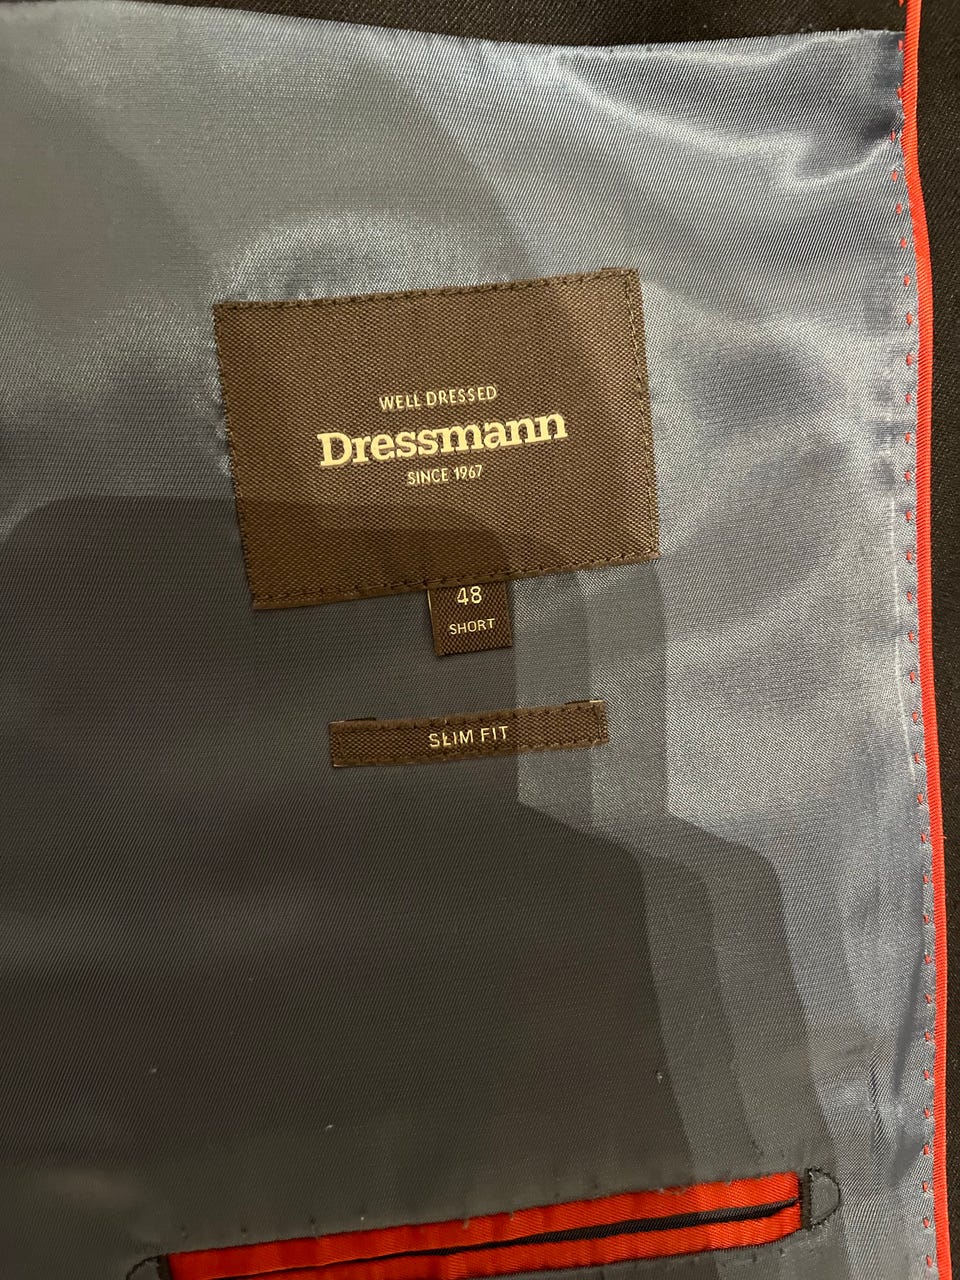 WELL DRESSED
Dressmann
SINCE 1967
48
SHORT
SLIM FIT